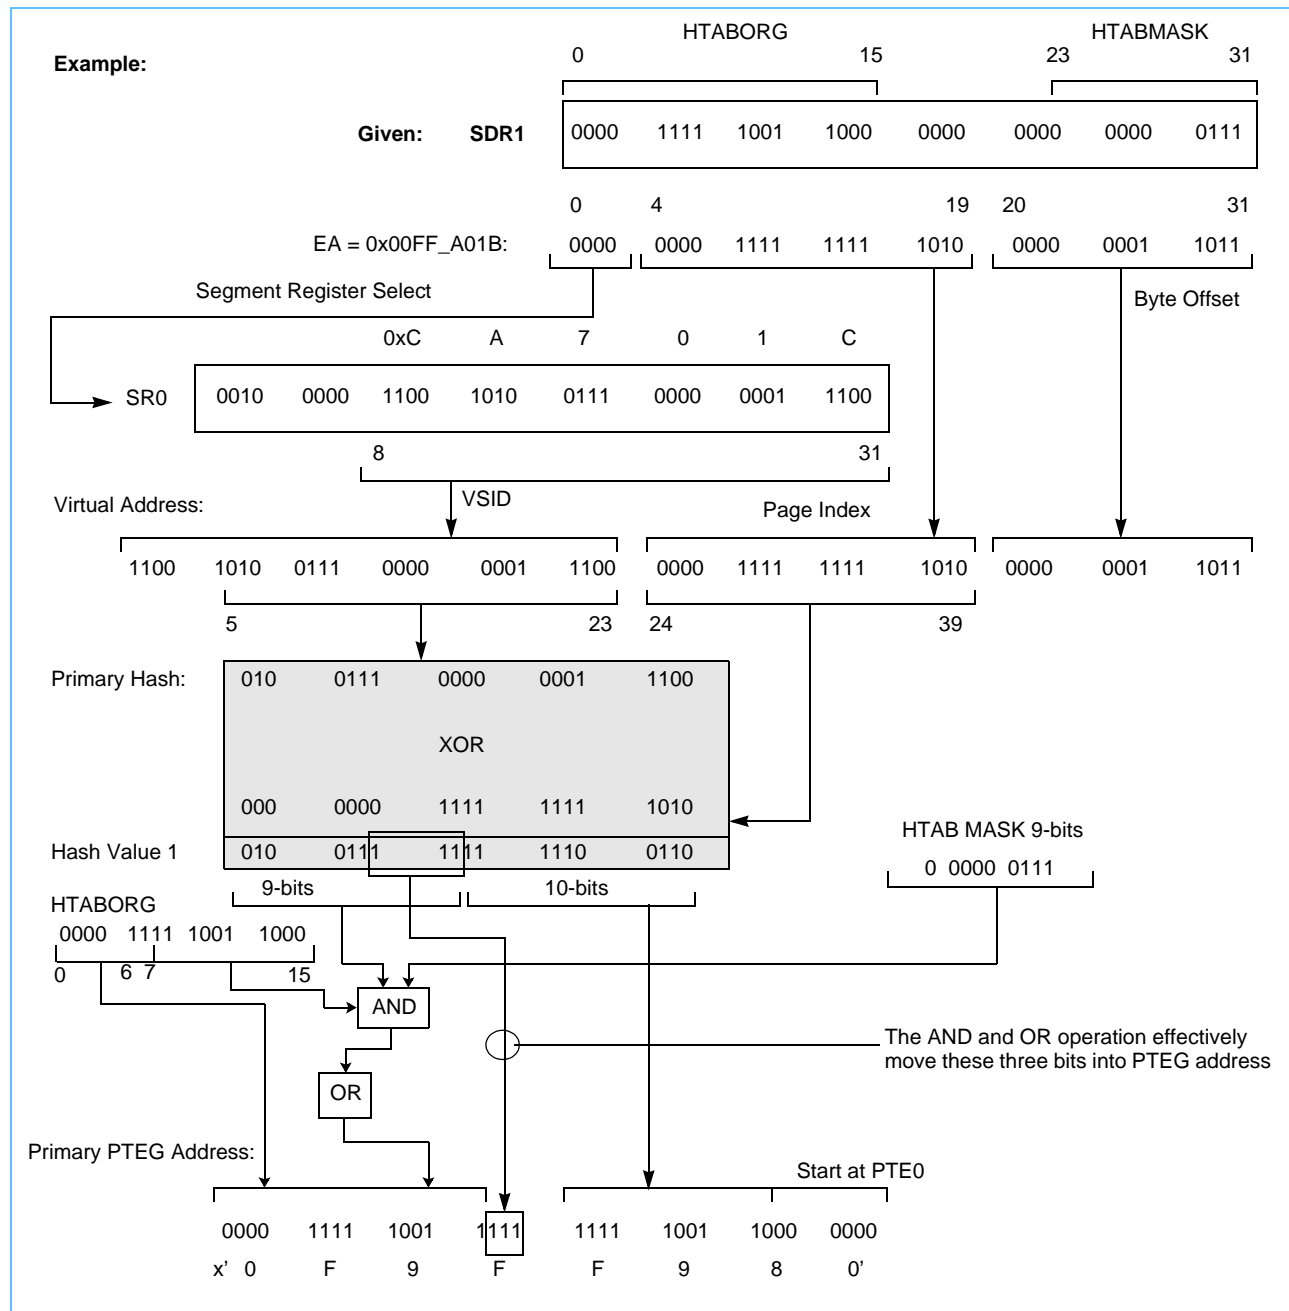 HTABORG HTABMASK
0 15 23 31
Example:
Given: SDR1 0000 1111 1001 1000 0000 0000 0000 0111
0 4 19 20 31
EA = 0x00FF_A01B: 0000 0000 1111 1111 1010 0000 0001 1011
Segment Register Select
Byte Offset
0xC A 7 0 1 C
SR0 0010 0000 1100 1010 0111 0000 0001 1100
8 31
Virtual Address: VSID Page Index
1100 1010 0111 0000 0001 1100 0000 1111 1111 1010 0000 0001 1011
5 23 24 39
Primary Hash: 010 0111 0000 0001 1100
XOR
000 0000 1111 1111 1010
HTAB MASK 9-bits
Hash Value 1 010 0111 1111 1110 0110
0 0000 0111
9-bits 10-bits
HTABORG
0000 1111 1001 1000
0 6 7 15
AND
The AND and OR operation effectively
move these three bits into PTEG address
OR
Primary PTEG Address:
Start at PTE0
0000 1111 1001 1111 1111 1001 1000 0000
x' 0 F 9 F F 9 8 0'